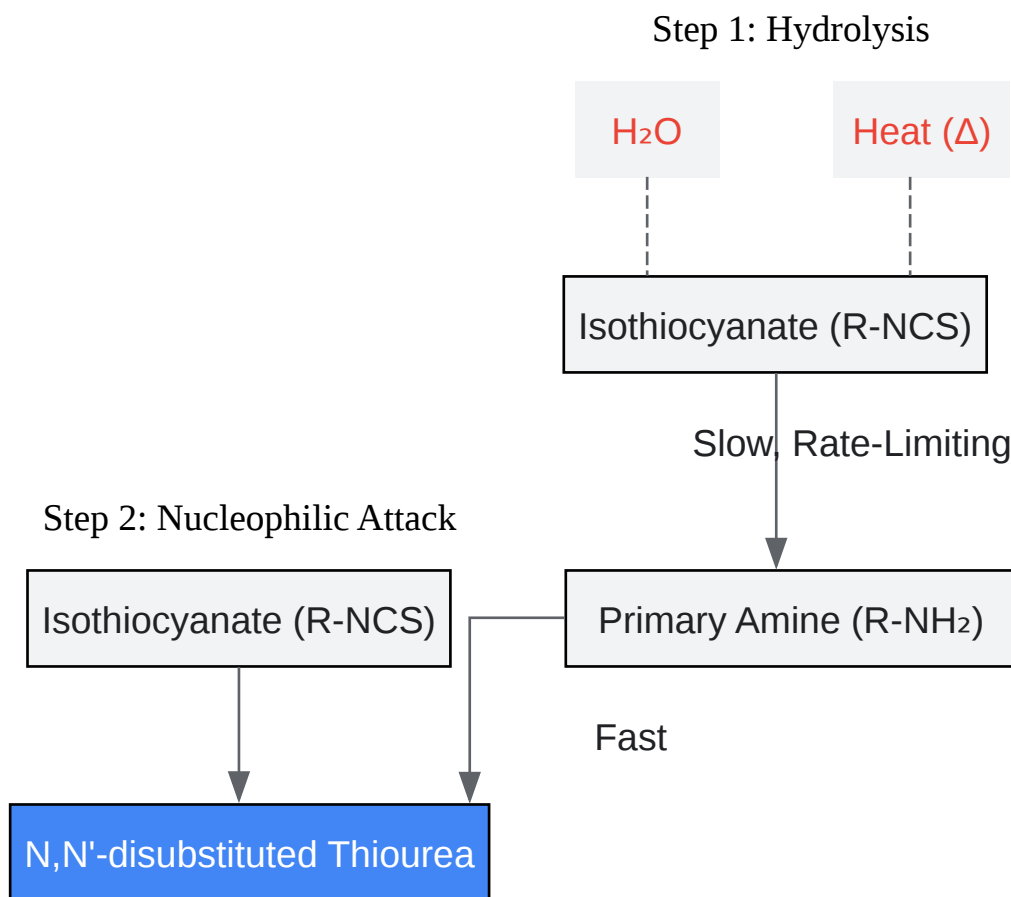 Step 1: Hydrolysis
H₂O
Heat (Δ)
Isothiocyanate (R-NCS)
Slow, Rate-Limiting
Step 2: Nucleophilic Attack
Isothiocyanate (R-NCS)
Primary Amine (R-NH₂)
Fast
N,N'-disubstituted Thiourea